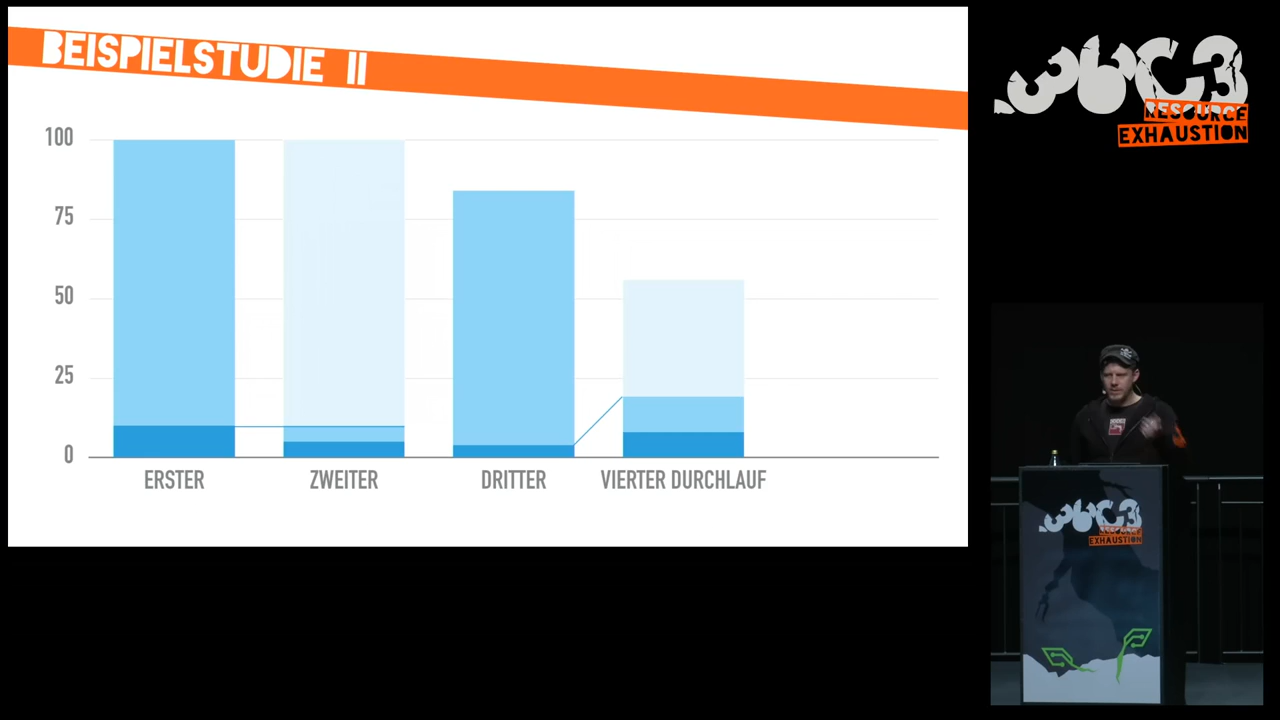 BEISPIELSTUDIE II
100
75
50
25
0
ERSTER
ZWEITER
DRITTER
VIERTER DURCHLAUF
36C3
RESOURCE
EXHAUSTION
36C3
RESOURCE
EXHAUSTION